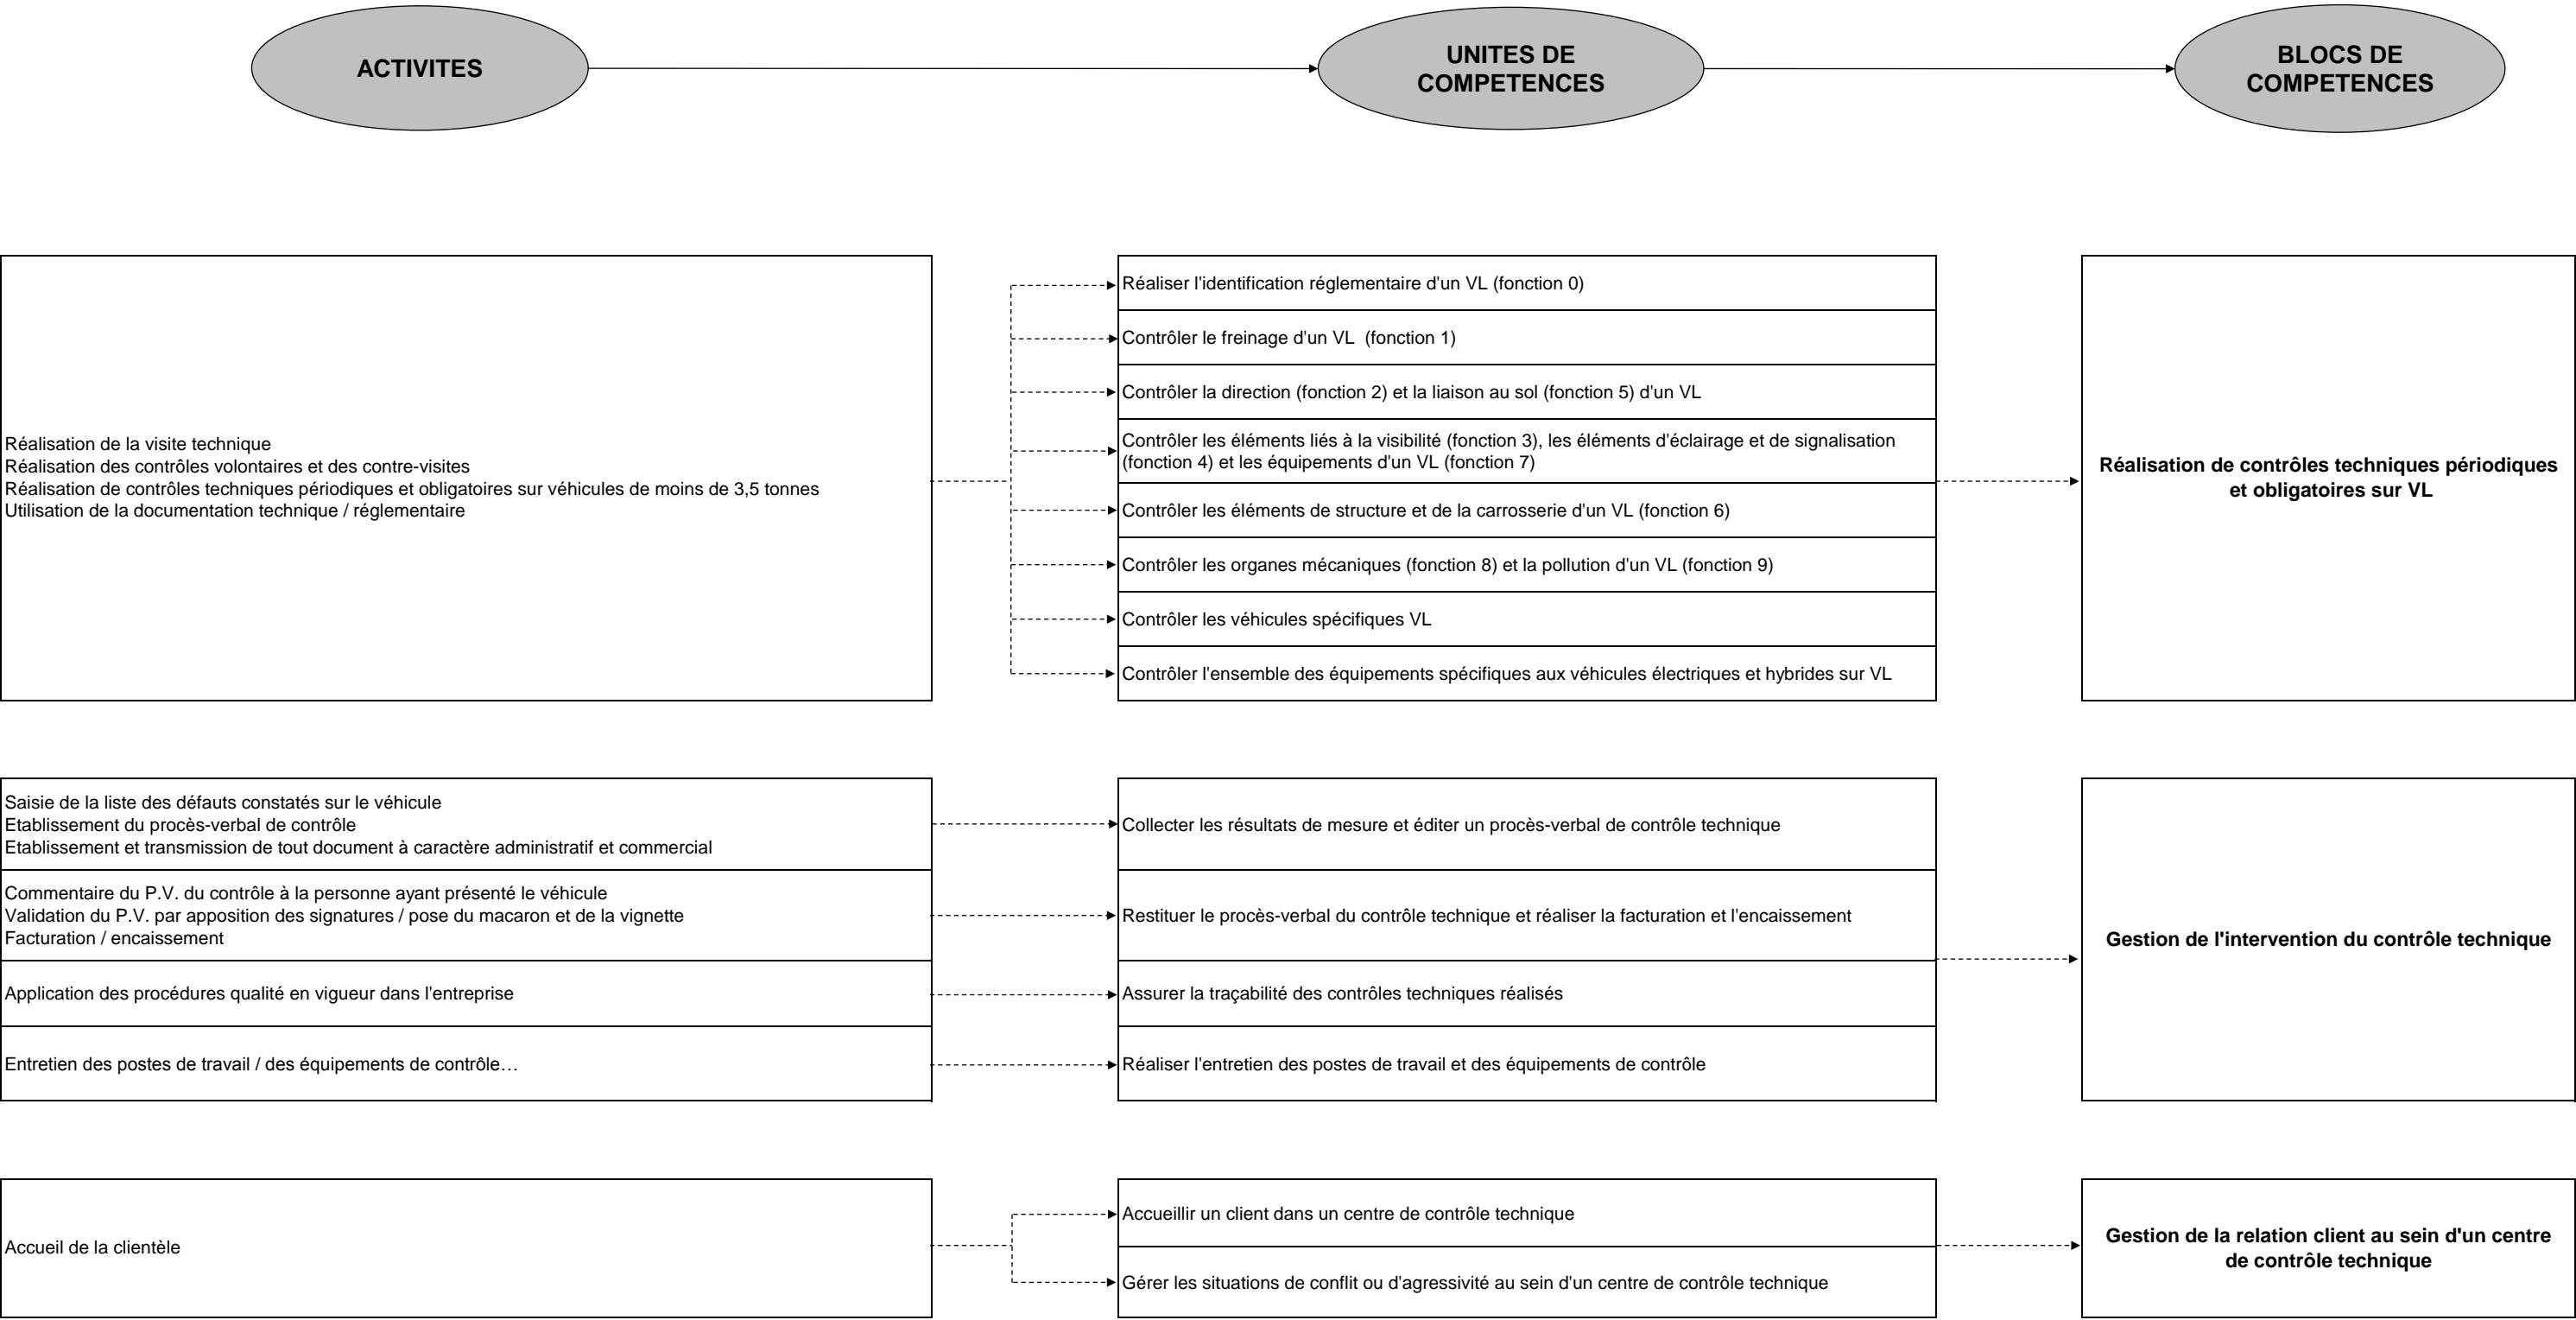 ACTIVITES
UNITES DE
COMPETENCES
BLOCS DE
COMPETENCES
Réalisation de la visite technique
Réalisation des contrôles volontaires et des contre-visites
Réalisation de contrôles techniques périodiques et obligatoires sur véhicules de moins de 3,5 tonnes
Utilisation de la documentation technique / réglementaire
Réaliser l'identification réglementaire d'un VL (fonction 0)
Contrôler le freinage d'un VL  (fonction 1)
Contrôler la direction (fonction 2) et la liaison au sol (fonction 5) d'un VL
Contrôler les éléments liés à la visibilité (fonction 3), les éléments d'éclairage et de signalisation
(fonction 4) et les équipements d'un VL (fonction 7)
Contrôler les éléments de structure et de la carrosserie d'un VL (fonction 6)
Contrôler les organes mécaniques (fonction 8) et la pollution d'un VL (fonction 9)
Contrôler les véhicules spécifiques VL
Contrôler l'ensemble des équipements spécifiques aux véhicules électriques et hybrides sur VL
Réalisation de contrôles techniques périodiques
et obligatoires sur VL
Saisie de la liste des défauts constatés sur le véhicule
Etablissement du procès-verbal de contrôle
Etablissement et transmission de tout document à caractère administratif et commercial
Collecter les résultats de mesure et éditer un procès-verbal de contrôle technique
Commentaire du P.V. du contrôle à la personne ayant présenté le véhicule
Validation du P.V. par apposition des signatures / pose du macaron et de la vignette
Facturation / encaissement
Restituer le procès-verbal du contrôle technique et réaliser la facturation et l'encaissement
Application des procédures qualité en vigueur dans l'entreprise
Assurer la traçabilité des contrôles techniques réalisés
Entretien des postes de travail / des équipements de contrôle…
Réaliser l'entretien des postes de travail et des équipements de contrôle
Gestion de l'intervention du contrôle technique
Accueil de la clientèle
Accueillir un client dans un centre de contrôle technique
Gérer les situations de conflit ou d'agressivité au sein d'un centre de contrôle technique
Gestion de la relation client au sein d'un centre
de contrôle technique